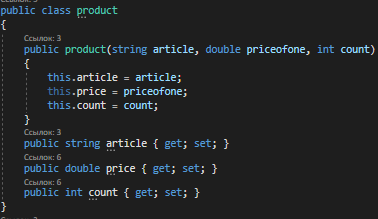 public class product
{
Ссылок: 3
public product(string article, double priceofone, int count)
{
this.article = article;
this.price = priceofone;
this.count = count;
}
Ссылок: 3
public string article { get; set; }
Ссылок: 6
public double price { get; set; }
Ссылок: 6
public int count { get; set; }
}